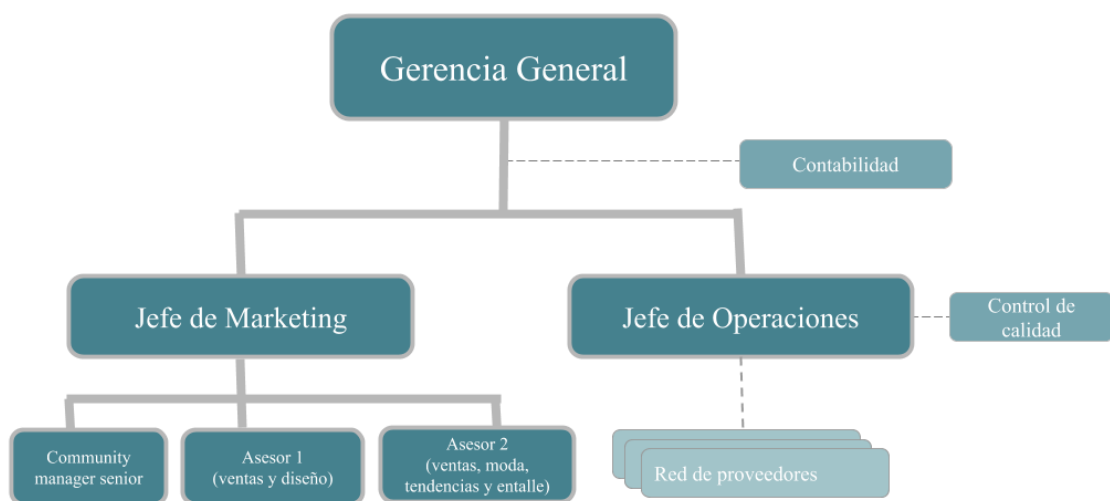 Gerencia General
Contabilidad
Jefe de Marketing
Jefe de Operaciones
Control de
calidad
Community
manager senior
Asesor 1
(ventas y diseño)
Asesor 2
(ventas, moda,
tendencias y entalle)
Red de proveedores